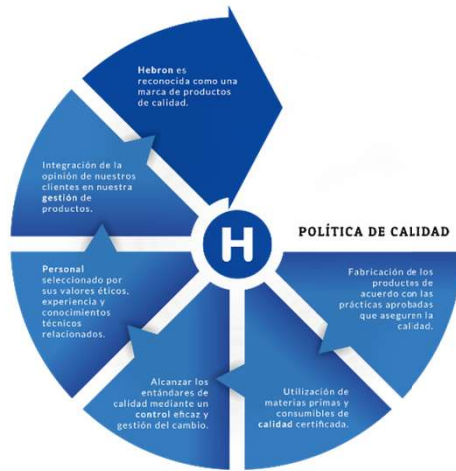 Hebron es
reconocida como una
marca de productos
de calidad.
Integración de la
opinión de nuestros
clientes en nuestra
gestión de
productos.
H
POLÍTICA DE CALIDAD
Personal
seleccionado por
sus valores éticos,
experiencia y
conocimientos
técnicos
relacionados.
Fabricación de los
productos de
acuerdo con las
prácticas aprobadas
que aseguren la
calidad.
Alcanzar los
entándares de
calidad mediante un
control eficaz y
gestión del cambio.
Utilización de
materias primas y
consumibles de
calidad certificada.